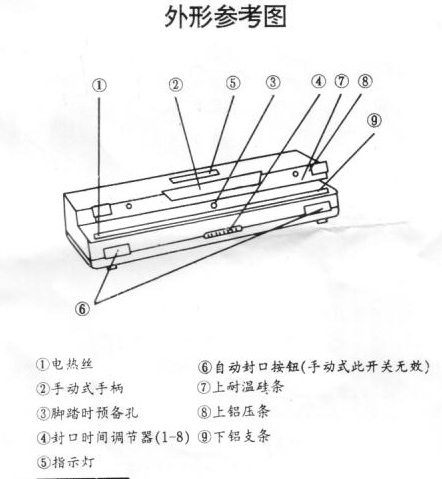 外形参考图
① ② ⑤ ③ ④ ⑦ ⑧
⑨
⑥
①电热丝
②手动式手柄
③脚踏时预备孔
④封口时间调节器(1-8)
⑤指示灯
⑥自动封口按钮(手动式此开关无效)
⑦上耐温硅条
⑧上铝压条
⑨下铝支条